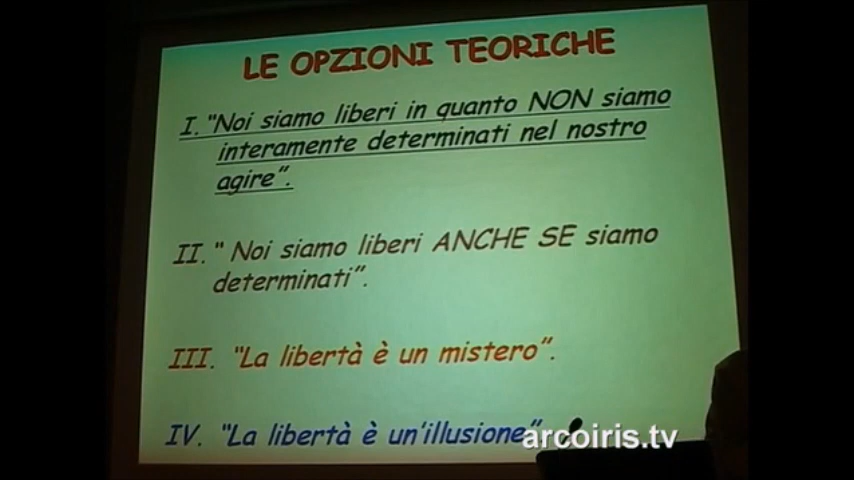 LE OPZIONI TEORICHE
I. "Noi siamo liberi in quanto NON siamo
interamente determinati nel nostro
agire".
II. " Noi siamo liberi ANCHE SE siamo
determinati".
III. "La libertà è un mistero".
IV. "La libertà è un'illusione"
arcoiris.tv